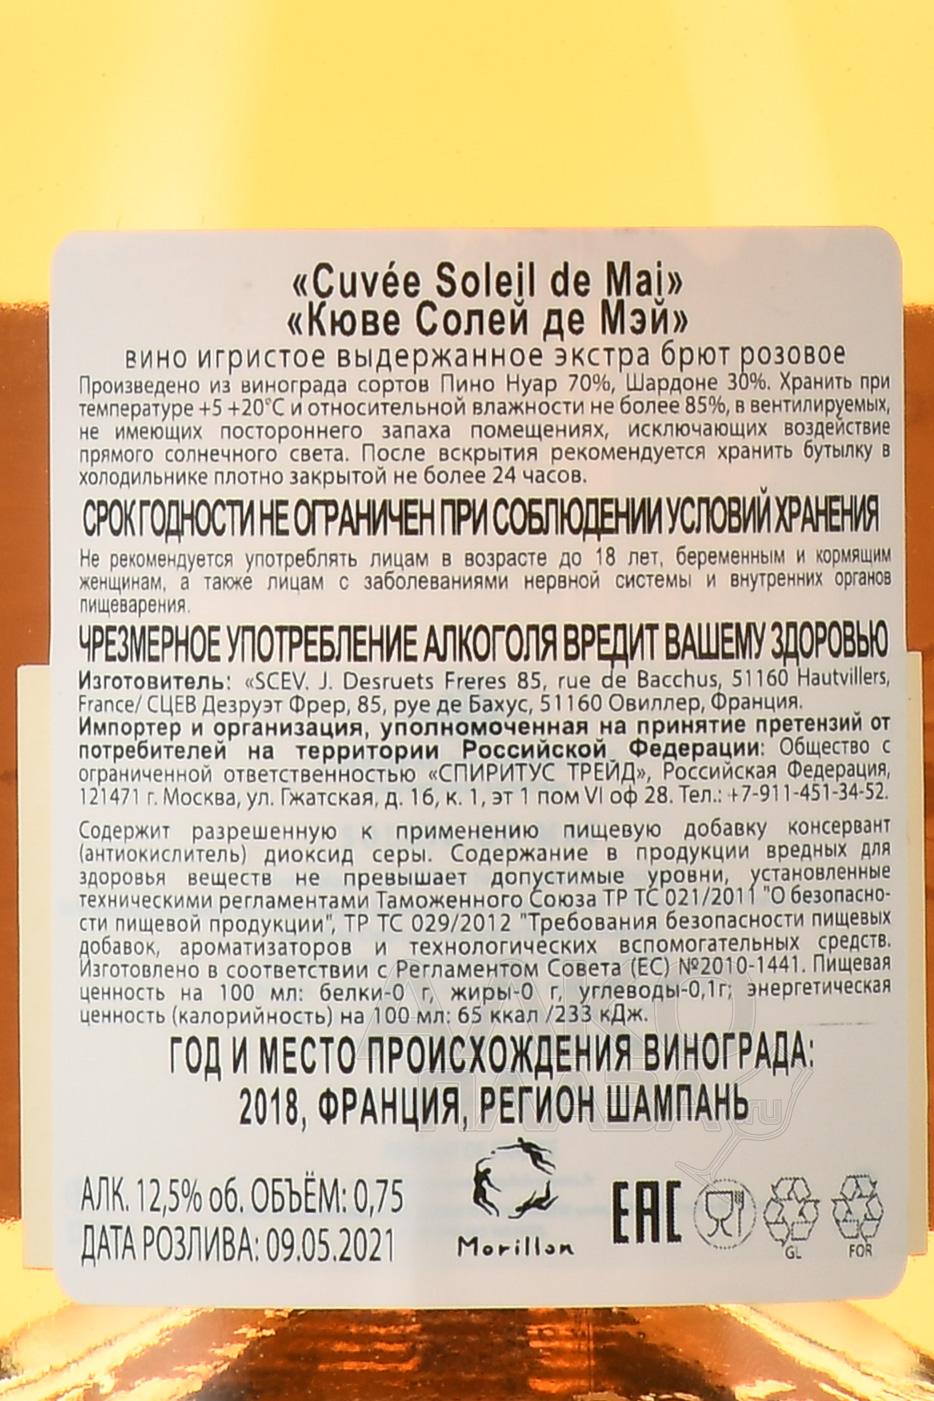 «Cuvée Soleil de Mai»
«Кюве Солей де Мэй»
вино игристое выдержанное экстра брют розовое
Произведено из винограда сортов Пино Нуар 70%, Шардоне 30%. Хранить при
температуре +5 +20°С и относительной влажности не более 85%, в вентилируемых,
не имеющих постороннего запаха помещениях, исключающих воздействие
прямого солнечного света. После вскрытия рекомендуется хранить бутылку в
холодильнике плотно закрытой не более 24 часов.
СРОК ГОДНОСТИ НЕ ОГРАНИЧЕН ПРИ СОБЛЮДЕНИИ УСЛОВИЙ ХРАНЕНИЯ
Не рекомендуется употреблять лицам в возрасте до 18 лет, беременным и кормящим
женщинам, а также лицам с заболеваниями нервной системы и внутренних органов
пищеварения.
ЧРЕЗМЕРНОЕ УПОТРЕБЛЕНИЕ АЛКОГОЛЯ ВРЕДИТ ВАШЕМУ ЗДОРОВЬЮ
Изготовитель: «SCEV. J. Desruets Freres 85, rue de Bacchus, 51160 Hautvillers,
France/ СЦЕВ Дезруэт Фрер, 85, руе де Бахус, 51160 Овиллер, Франция.
Импортер и организация, уполномоченная на принятие претензий от
потребителей на территории Российской Федерации: Общество с
ограниченной ответственностью «СПИРИТУС ТРЕЙД», Российская Федерация,
121471 г. Москва, ул. Гжатская, д. 16, к. 1, эт 1 пом VI оф 28. Тел.: +7-911-451-34-52.
Содержит разрешенную к применению пищевую добавку консервант
(антиокислитель) диоксид серы. Содержание в продукции вредных для
здоровья веществ не превышает допустимые уровни, установленные
техническими регламентами Таможенного Союза ТР ТС 021/2011 "О безопасно-
сти пищевой продукции", ТР ТС 029/2012 "Требования безопасности пищевых
добавок, ароматизаторов и технологических вспомогательных средств.
Изготовлено в соответствии с Регламентом Совета (ЕС) №2010-1441. Пищевая
ценность на 100 мл: белки-0 г, жиры-0 г, углеводы-0,1г; энергетическая
ценность (калорийность) на 100 мл: 65 ккал /233 кДж.
ГОД И МЕСТО ПРОИСХОЖДЕНИЯ ВИНОГРАДА:
2018, ФРАНЦИЯ, РЕГИОН ШАМПАНЬ
АЛК. 12,5% об. ОБЪЁМ: 0,75
ДАТА РОЗЛИВА: 09.05.2021
Morillon
EAC
GL
FOR